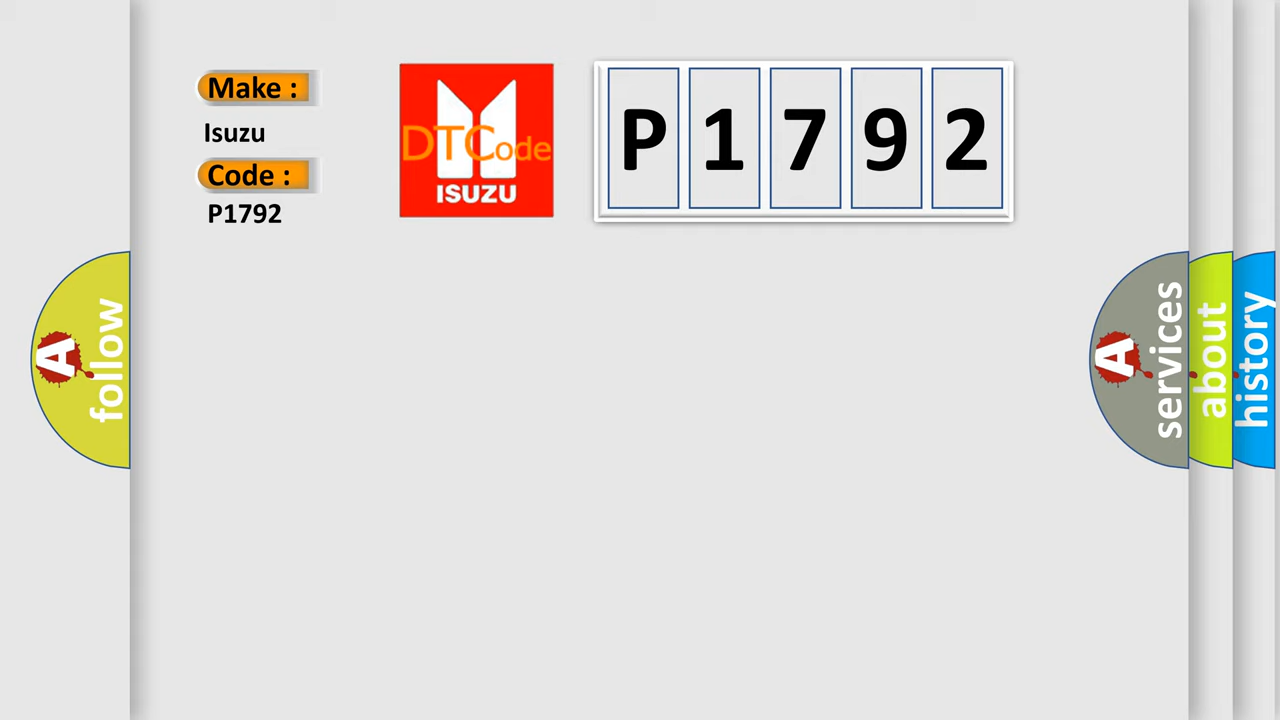 Make :
Isuzu
Code :
P1792
DTCode
ISUZU
P 1 7 9 2
A follow
A services
about
history